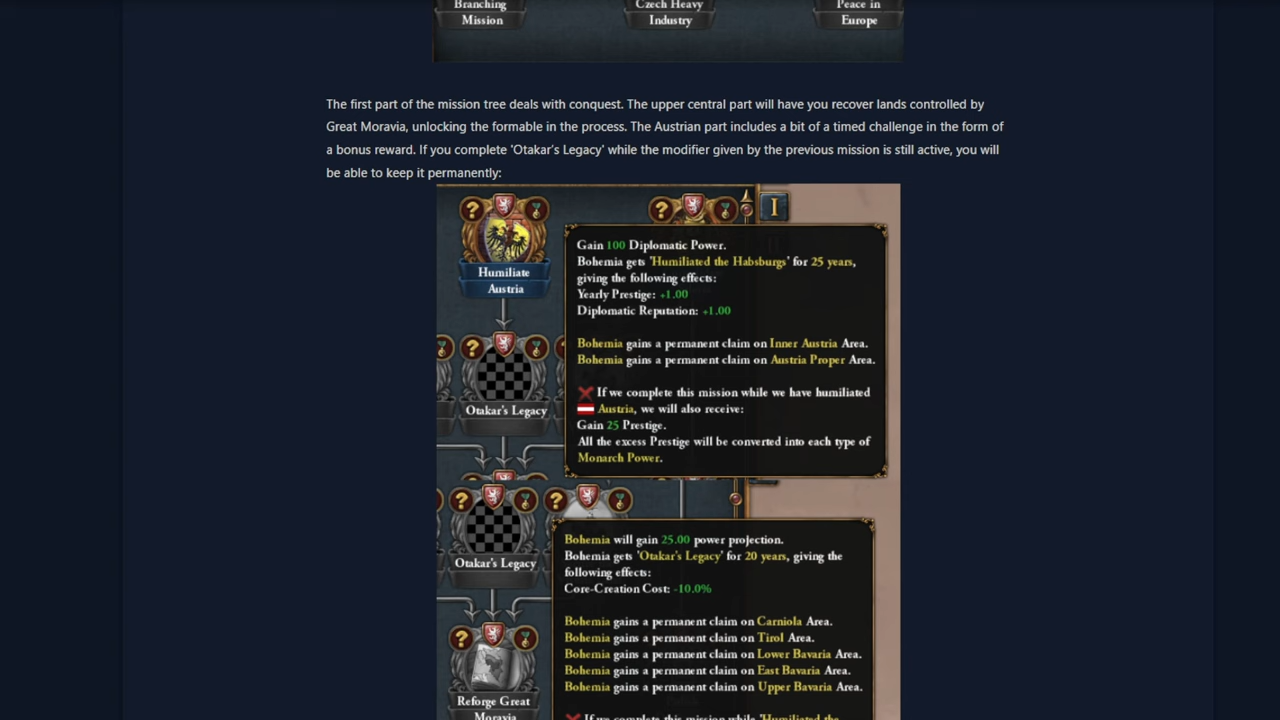 Branching
Mission
Czech Heavy
Industry
Peace in
Europe
The first part of the mission tree deals with conquest. The upper central part will have you recover lands controlled by
Great Moravia, unlocking the formable in the process. The Austrian part includes a bit of a timed challenge in the form of
a bonus reward. If you complete 'Otakar's Legacy' while the modifier given by the previous mission is still active, you will
be able to keep it permanently:
?
?
I
Humiliate
Austria
Gain 100 Diplomatic Power.
Bohemia gets 'Humiliated the Habsburgs' for 25 years,
giving the following effects:
Yearly Prestige: +1.00
Diplomatic Reputation: +1.00
Bohemia gains a permanent claim on Inner Austria Area.
Bohemia gains a permanent claim on Austria Proper Area.
If we complete this mission while we have humiliated
Austria, we will also receive:
Gain 25 Prestige.
All the excess Prestige will be converted into each type of
Monarch Power.
?
Otakar's Legacy
?
?
Otakar's Legacy
Bohemia will gain 25.00 power projection.
Bohemia gets 'Otakar's Legacy' for 20 years, giving the
following effects:
Core-Creation Cost: -10.0%
Bohemia gains a permanent claim on Carniola Area.
Bohemia gains a permanent claim on Tirol Area.
Bohemia gains a permanent claim on Lower Bavaria Area.
Bohemia gains a permanent claim on East Bavaria Area.
Bohemia gains a permanent claim on Upper Bavaria Area.
If we complete this mission while 'Humiliated the
?
Reforge Great
Moravia